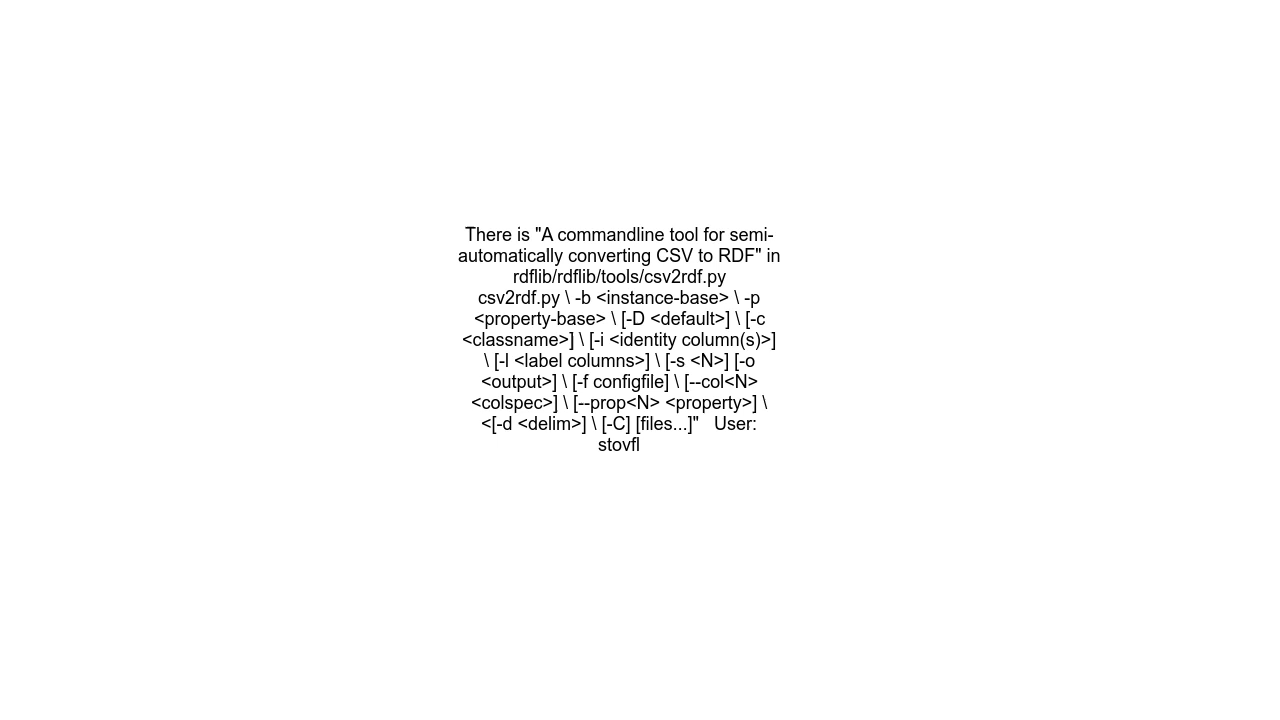 There is "A commandline tool for semi-
automatically converting CSV to RDF" in
rdflib/rdflib/tools/csv2rdf.py
csv2rdf.py \ -b <instance-base> \ -p
<property-base> \ [-D <default>] \ [-c
<classname>] \ [-i <identity column(s)>]
\ [-l <label columns>] \ [-s <N>] [-o
<output>] \ [-f configfile] \ [--col<N>
<colspec>] \ [--prop<N> <property>] \
<[-d <delim>] \ [-C] [files...]"   User:
stovfl